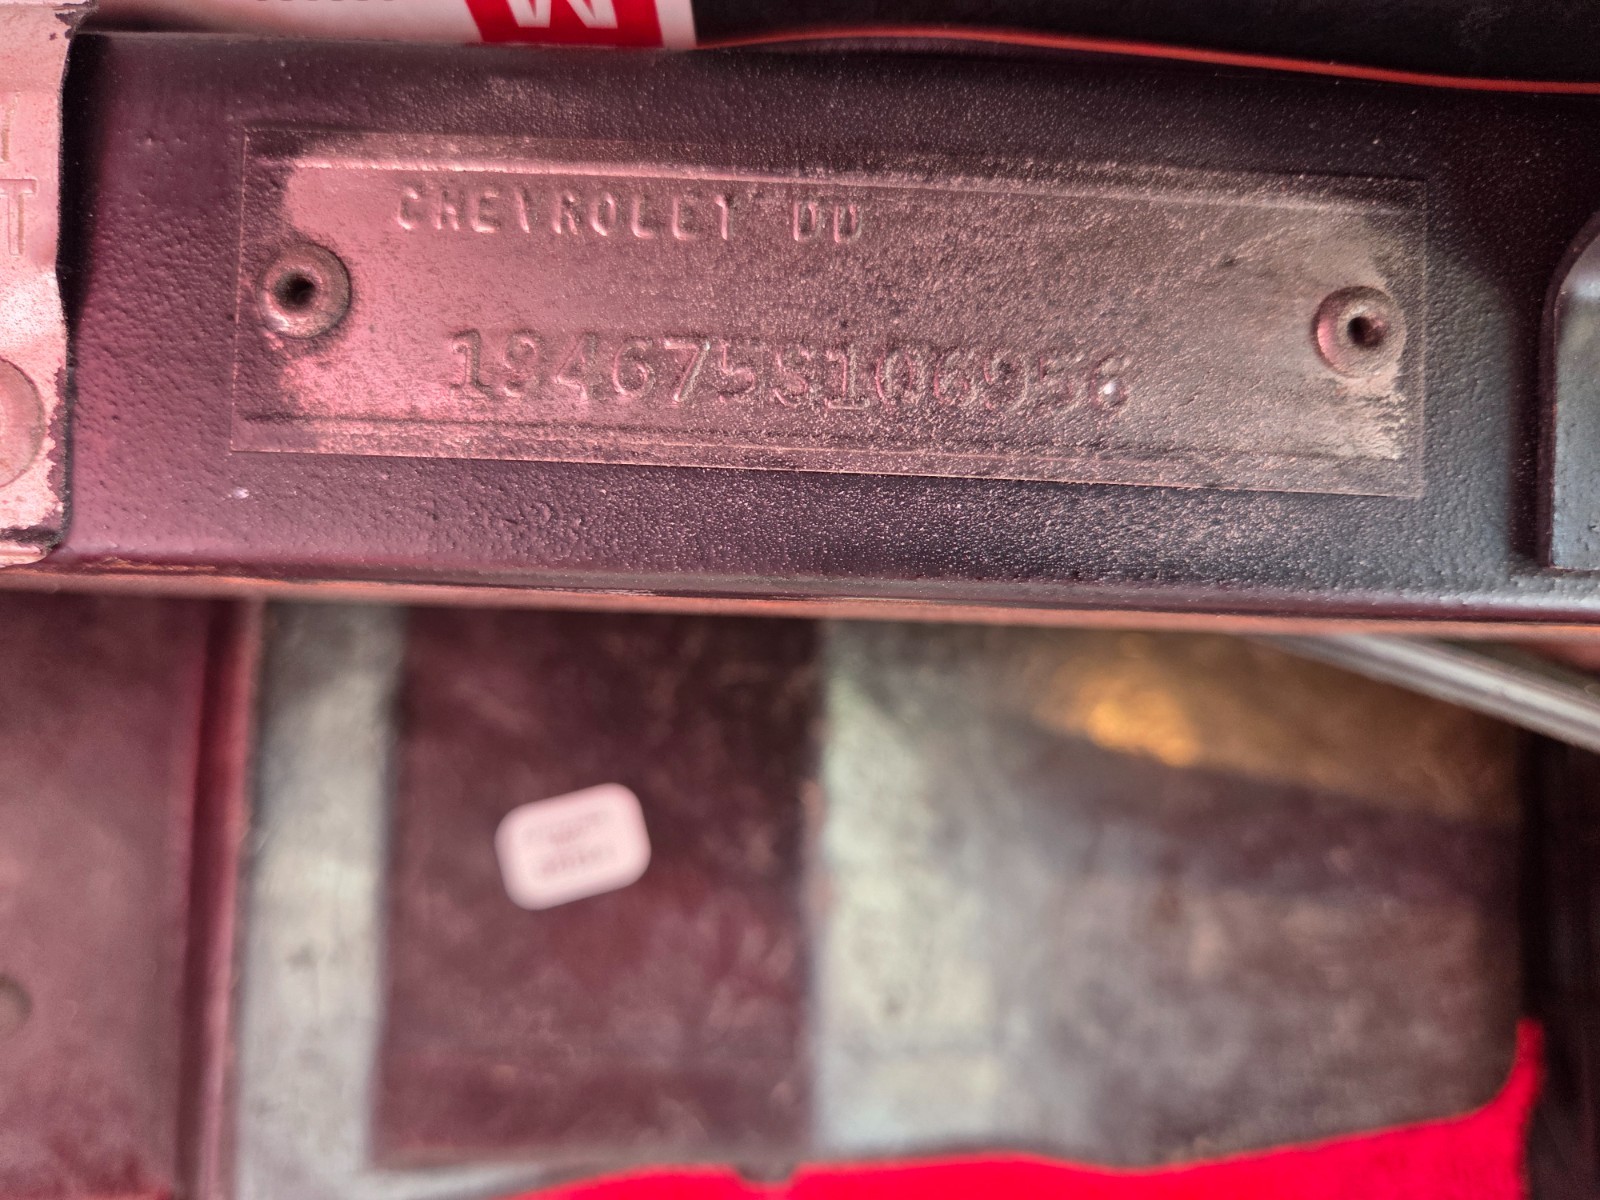 M
T
CHEVROLET DD
194675S106956